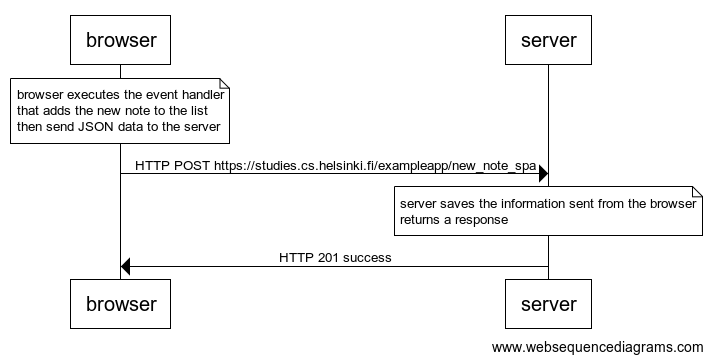 browser
server
browser executes the event handler
that adds the new note to the list
then send JSON data to the server
HTTP POST https://studies.cs.helsinki.fi/exampleapp/new_note_spa
server saves the information sent from the browser
returns a response
HTTP 201 success
browser
server
www.websequencediagrams.com